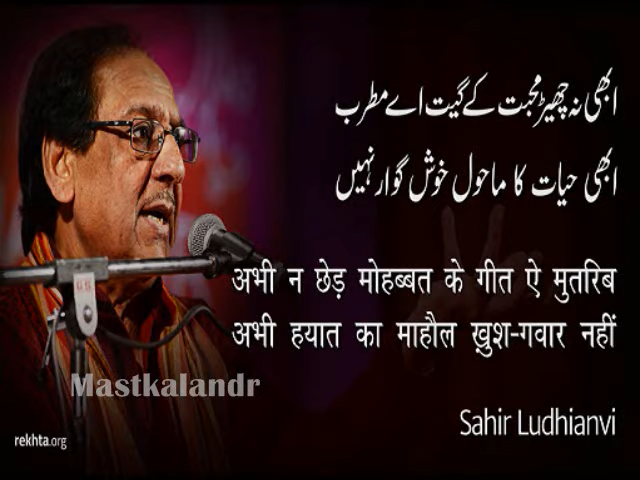 ابھی نہ چھیڑ محبت کے گیت اے مطرب
ابھی حیات کا ماحول خوش گوار نہیں
अभी न छेड़ मोहब्बत के गीत ऐ मुतरिब
अभी हयात का माहौल ख़ुश-गवार नहीं
Mastkalandr
Sahir Ludhianvi
rekhta.org